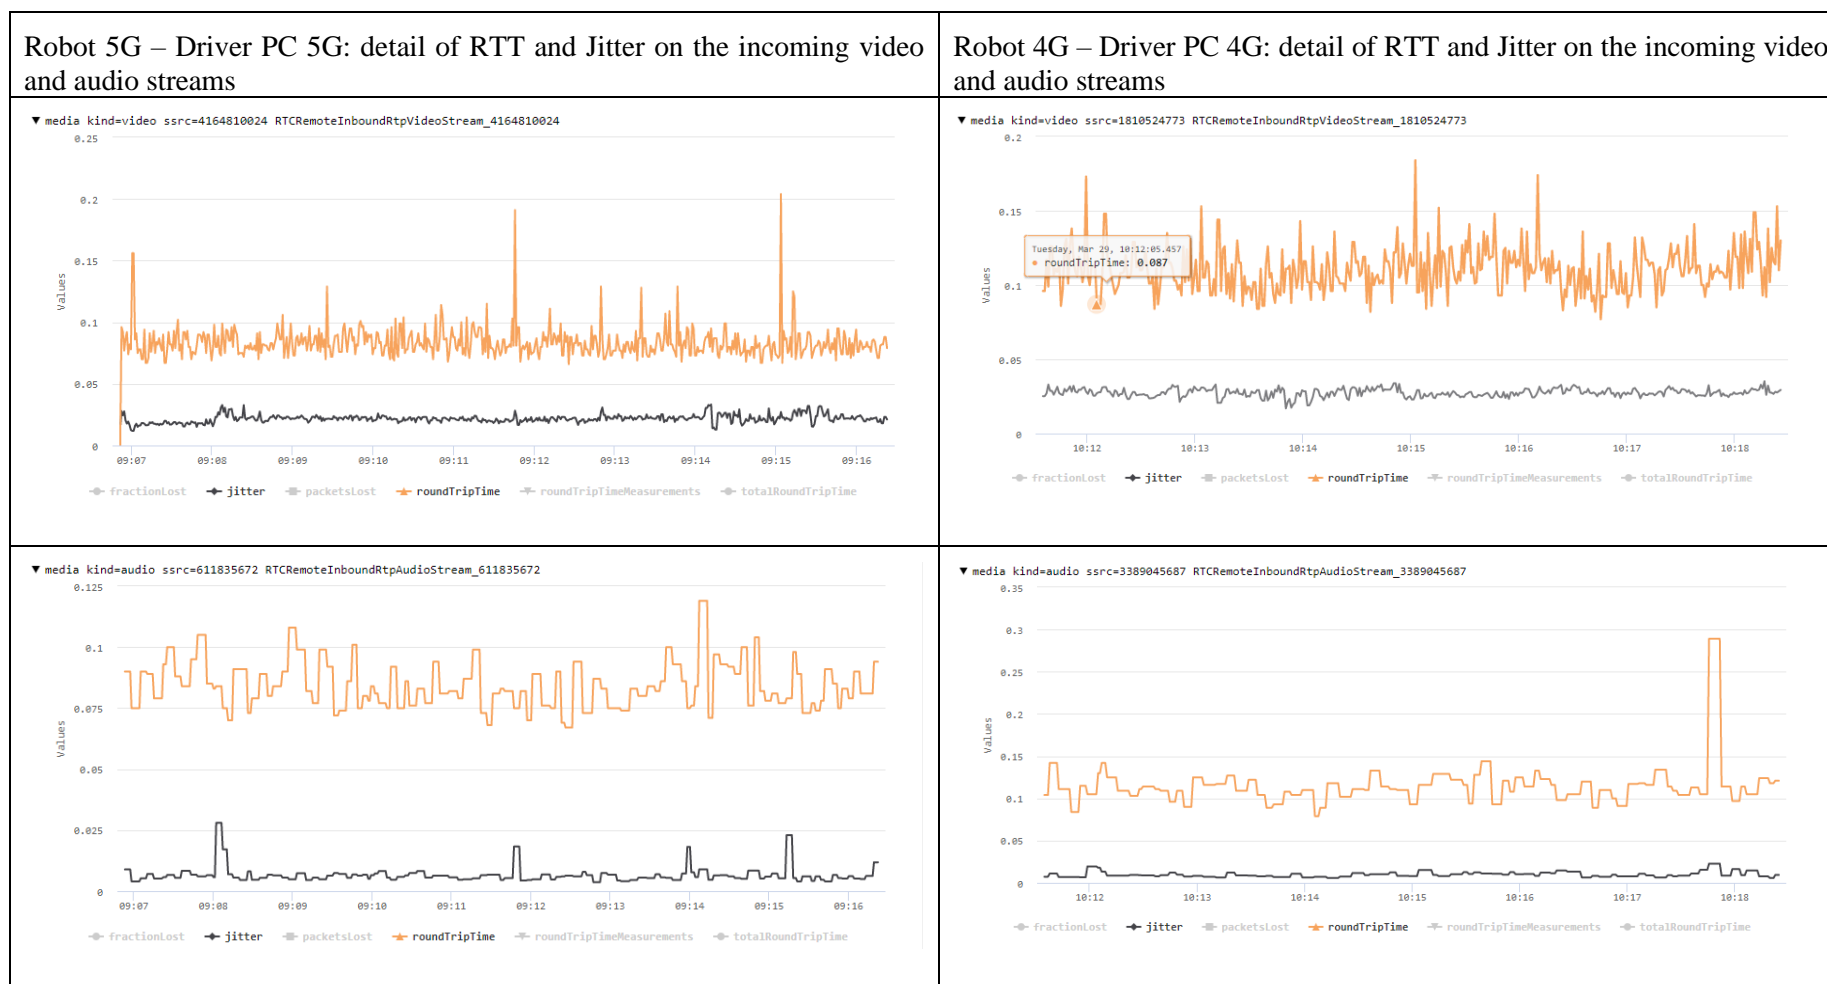 Robot 5G – Driver PC 5G: detail of RTT and Jitter on the incoming video
and audio streams
Robot 4G – Driver PC 4G: detail of RTT and Jitter on the incoming video
and audio streams
▼ media kind=video ssrc=4164810024 RTCRemoteInboundRtpVideoStream_4164810024
0.25
0.2
0.15
0.1
0.05
0
Values
09:07 09:08 09:09 09:10 09:11 09:12 09:13 09:14 09:15 09:16
fractionLost jitter packetsLost roundTripTime roundTripTimeMeasurements totalRoundTripTime
▼ media kind=video ssrc=1810524773 RTCRemoteInboundRtpVideoStream_1810524773
0.2
0.15
0.1
0.05
0
Values
Tuesday, Mar 29, 10:12:05.457
● roundTripTime: 0.087
10:12 10:13 10:14 10:15 10:16 10:17 10:18
fractionLost jitter packetsLost roundTripTime roundTripTimeMeasurements totalRoundTripTime
▼ media kind=audio ssrc=611835672 RTCRemoteInboundRtpAudioStream_611835672
0.125
0.1
0.075
0.05
0.025
0
Values
09:07 09:08 09:09 09:10 09:11 09:12 09:13 09:14 09:15 09:16
fractionLost jitter packetsLost roundTripTime roundTripTimeMeasurements totalRoundTripTime
▼ media kind=audio ssrc=3389045687 RTCRemoteInboundRtpAudioStream_3389045687
0.35
0.3
0.25
0.2
0.15
0.1
0.05
0
Values
10:12 10:13 10:14 10:15 10:16 10:17 10:18
fractionLost jitter packetsLost roundTripTime roundTripTimeMeasurements totalRoundTripTime